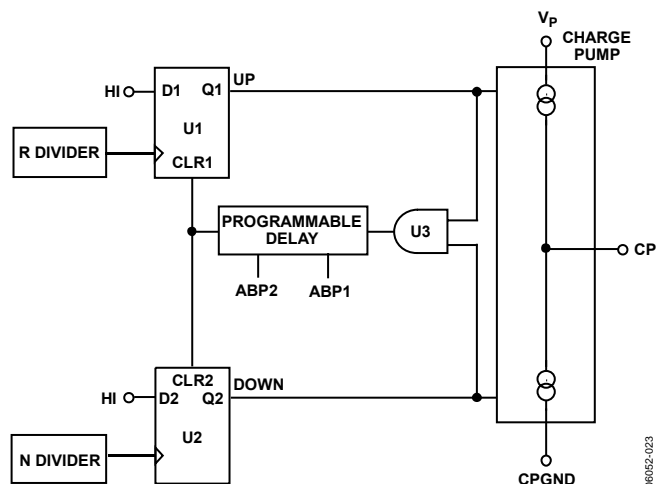 VP
CHARGE
PUMP
UP
HI
D1
Q1
U1
R DIVIDER
CLR1
PROGRAMMABLE
DELAY
U3
CP
ABP2
ABP1
CLR2
DOWN
HI
D2
Q2
U2
N DIVIDER
CPGND
06052-023